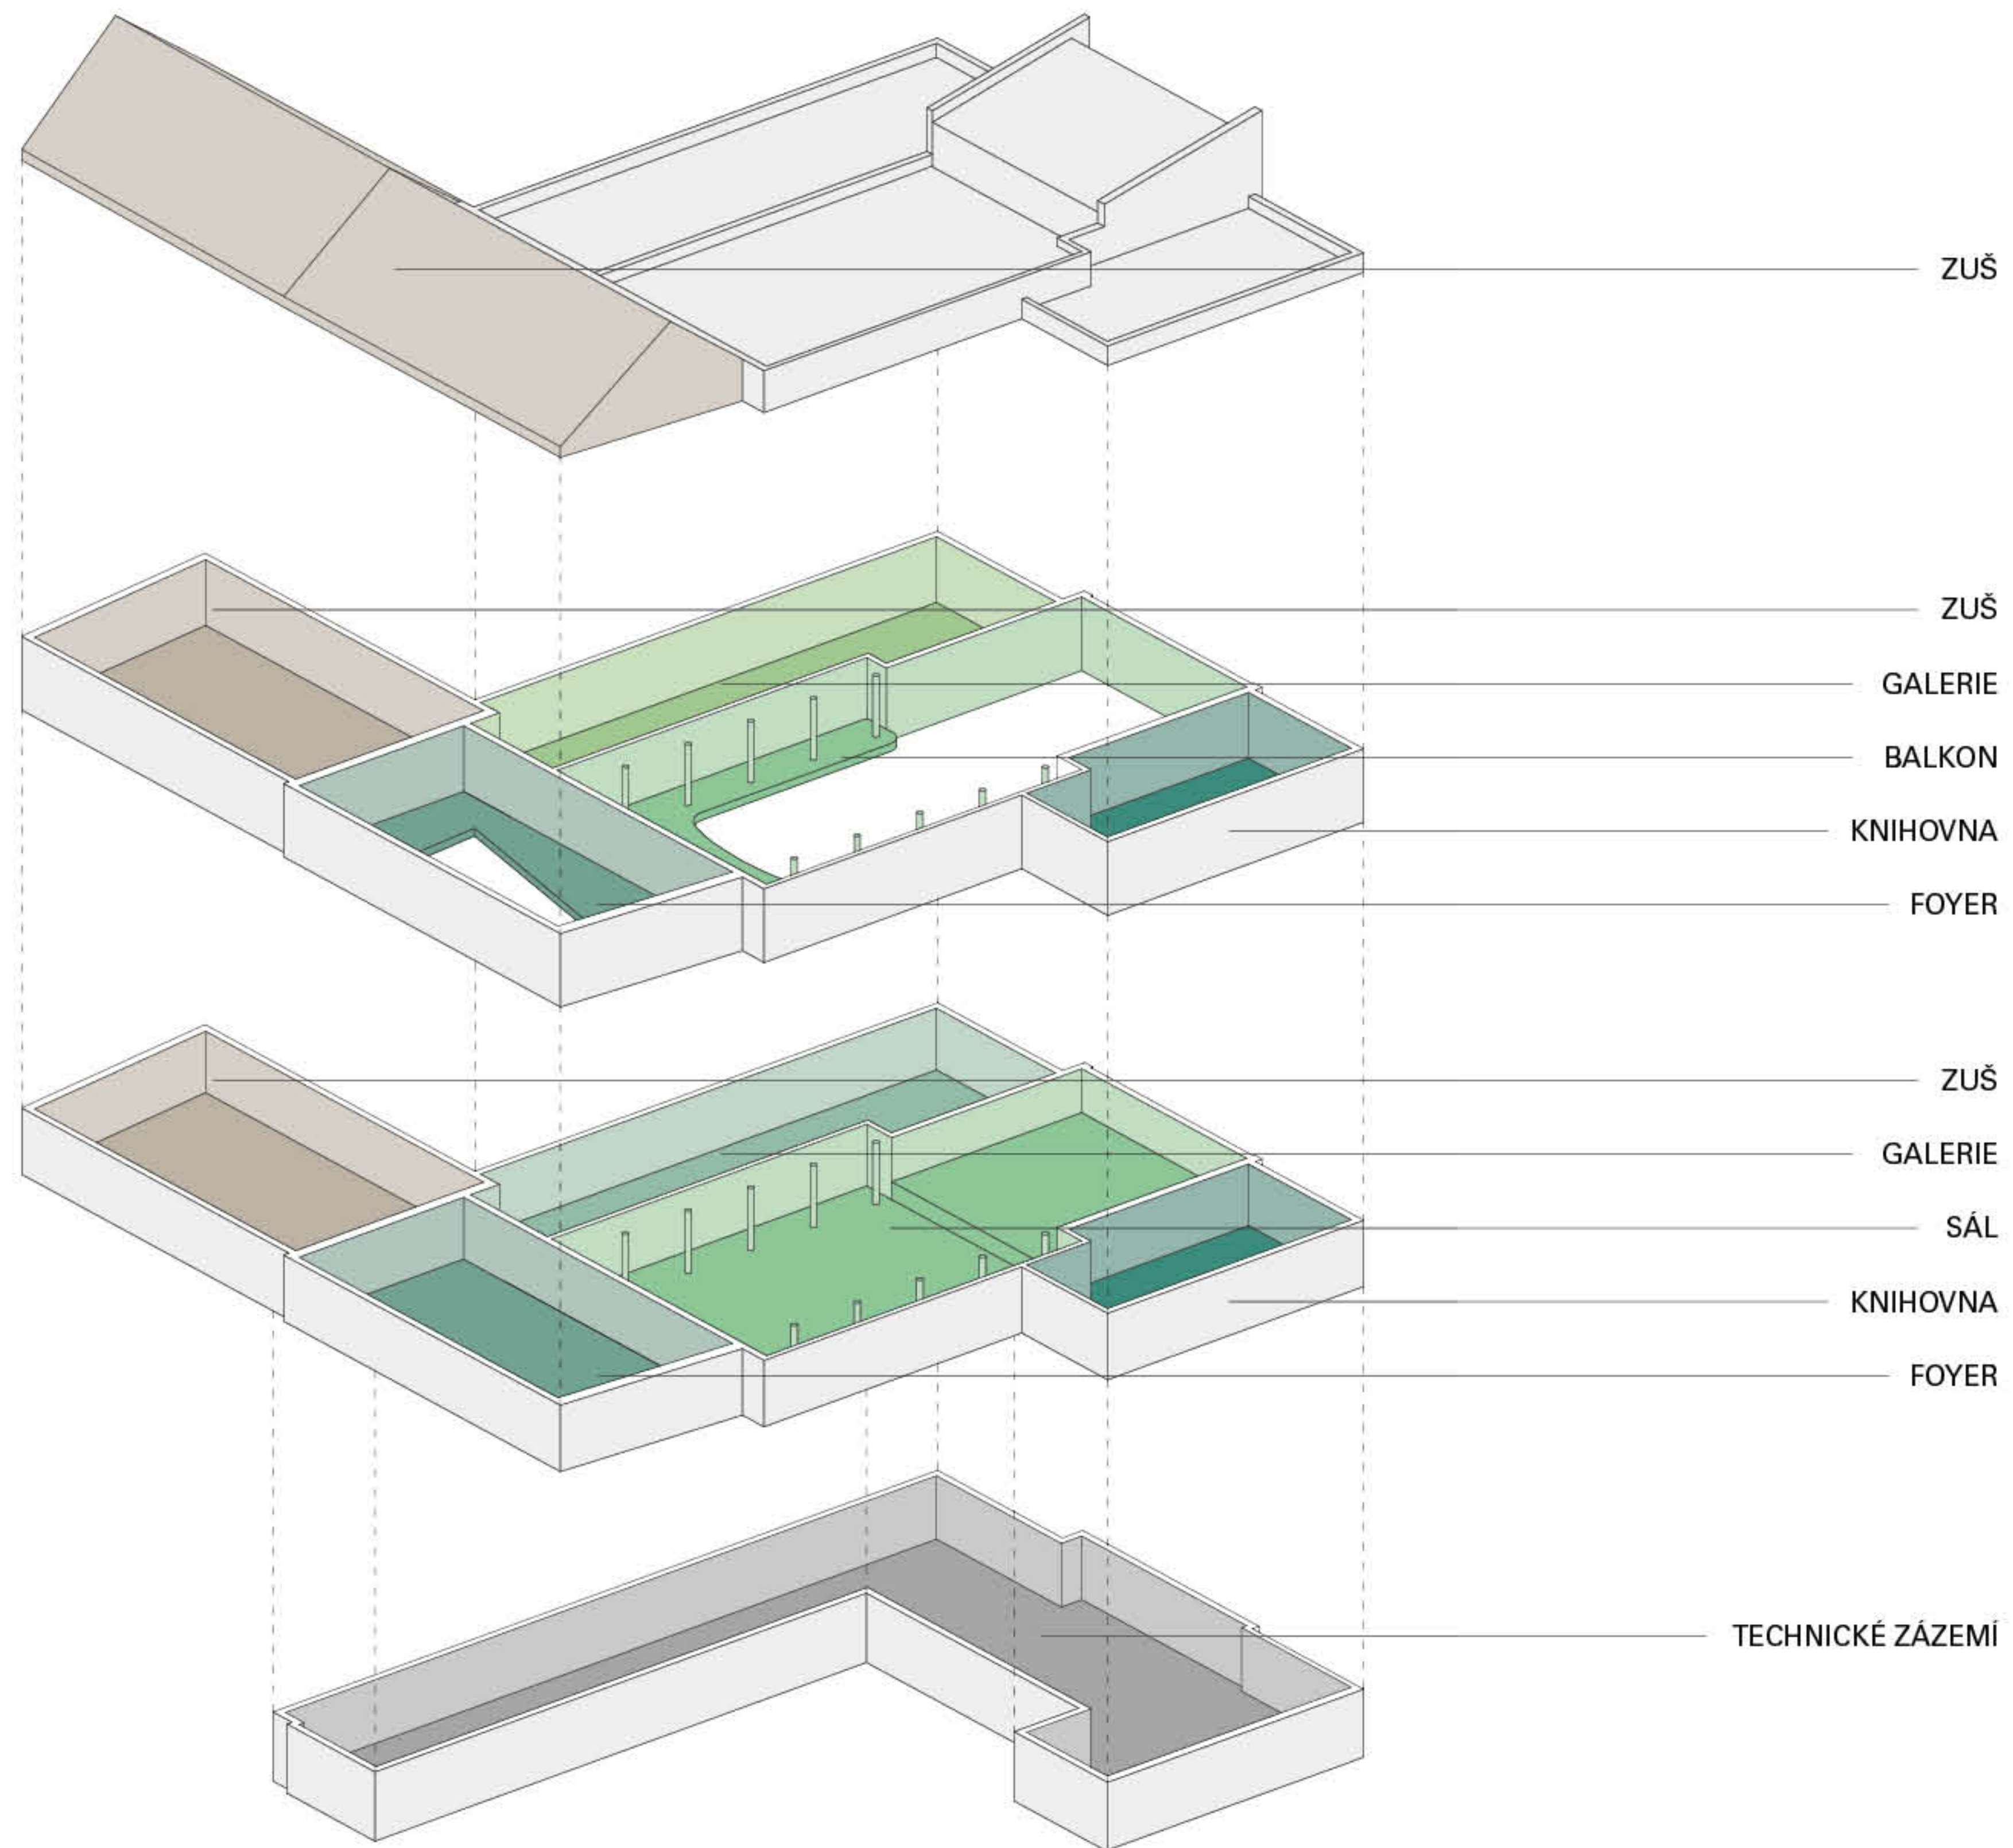 ZUŠ
ZUŠ
GALERIE
BALKON
KNIHOVNA
FOYER
ZUŠ
GALERIE
SÁL
KNIHOVNA
FOYER
TECHNICKÉ ZÁZEMÍ